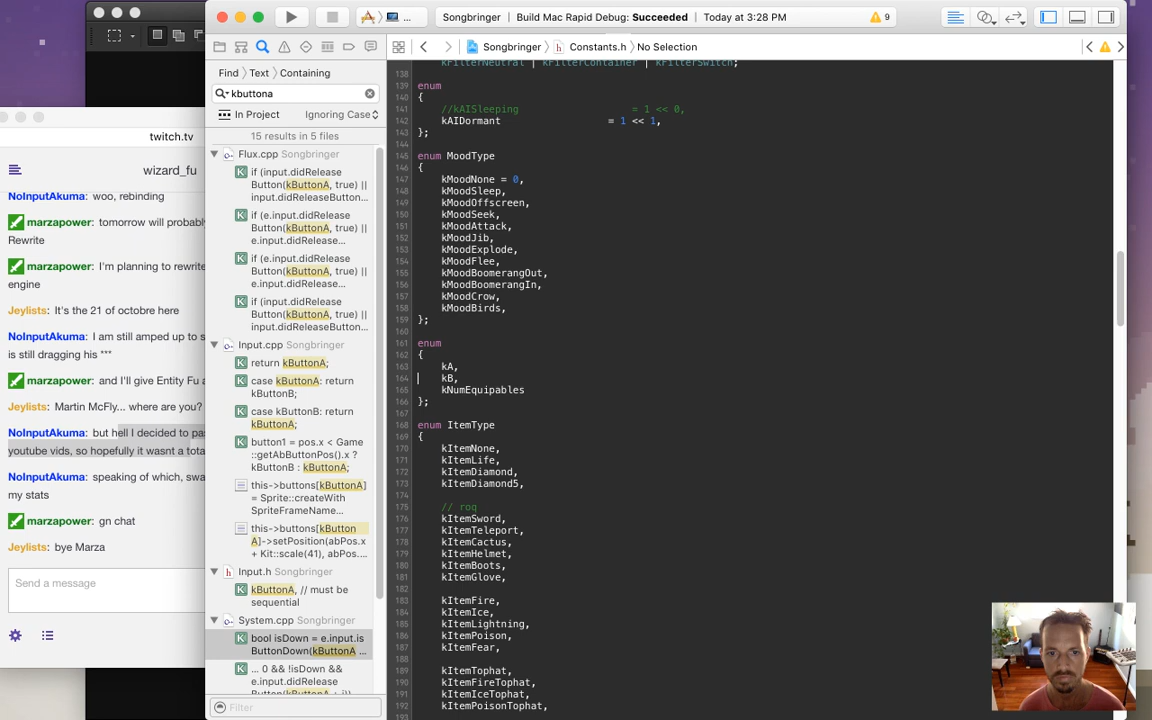 Songbringer | Build Mac Rapid Debug: Succeeded | Today at 3:28 PM
9
Songbringer
Constants.h
No Selection
Find
Text
Containing
kbuttona
In Project
Ignoring Case
15 results in 5 files
Flux.cpp Songbringer
if (input.didRelease
Button(kButtonA, true) ||
input.didReleaseButton...
if (e.input.didRelease
Button(kButtonA, true) ||
e.input.didRelease...
if (e.input.didRelease
Button(kButtonA, true) ||
e.input.didRelease...
if (input.didRelease
Button(kButtonA, true) ||
input.didReleaseButton...
Input.cpp Songbringer
return kButtonA;
case kButtonA: return
kButtonB;
case kButtonB: return
kButtonA;
button1 = pos.x < Game
::getAbButtonPos().x ?
kButtonB : kButtonA;
this->buttons[kButtonA]
= Sprite::createWith
SpriteFrameName...
this->buttons[kButton
A]->setPosition(abPos.x
+ Kit::scale(41), abPos....
Input.h Songbringer
kButtonA, // must be
sequential
System.cpp Songbringer
bool isDown = e.input.is
ButtonDown(kButtonA ...
... 0 && !isDown &&
e.input.didRelease
Button(kButtonA + i))
Filter
twitch.tv
wizard_fu
NoInputAkuma: woo, rebinding
marzapower: tomorrow will probably
Rewrite
marzapower: I'm planning to rewrite
engine
Jeylists: It's the 21 of octobre here
NoInputAkuma: I am still amped up to s
is still dragging his ***
marzapower: and I'll give Entity Fu a
Jeylists: Martin McFly... where are you?
NoInputAkuma: but hell I decided to pas
youtube vids, so hopefully it wasnt a tota
NoInputAkuma: speaking of which, swa
my stats
marzapower: gn chat
Jeylists: bye Marza
Send a message
kFilterNeutral | kFilterContainer | kFilterSwitch;
138
139 enum
140 {
141 //kAISleeping = 1 << 0,
142 kAIDormant = 1 << 1,
143 };
144
145 enum MoodType
146 {
147 kMoodNone = 0,
148 kMoodSleep,
149 kMoodOffscreen,
150 kMoodSeek,
151 kMoodAttack,
152 kMoodJib,
153 kMoodExplode,
154 kMoodFlee,
155 kMoodBoomerangOut,
156 kMoodBoomerangIn,
157 kMoodCrow,
158 kMoodBirds,
159 };
160
161 enum
162 {
163 kA,
164 kB,
165 kNumEquipables
166 };
167
168 enum ItemType
169 {
170 kItemNone,
171 kItemLife,
172 kItemDiamond,
173 kItemDiamond5,
174
175 // roq
176 kItemSword,
177 kItemTeleport,
178 kItemCactus,
179 kItemHelmet,
180 kItemBoots,
181 kItemGlove,
182
183 kItemFire,
184 kItemIce,
185 kItemLightning,
186 kItemPoison,
187 kItemFear,
188
189 kItemTophat,
190 kItemFireTophat,
191 kItemIceTophat,
192 kItemPoisonTophat,
193